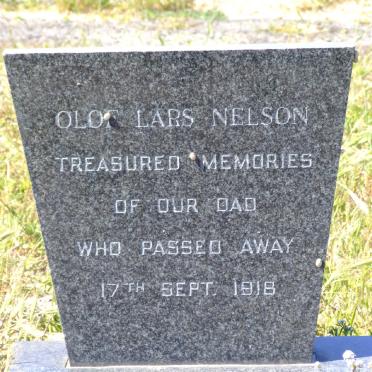 OLOF LARS NELSON
TREASURED MEMORIES
OF OUR DAD
WHO PASSED AWAY
17TH SEPT. 1918